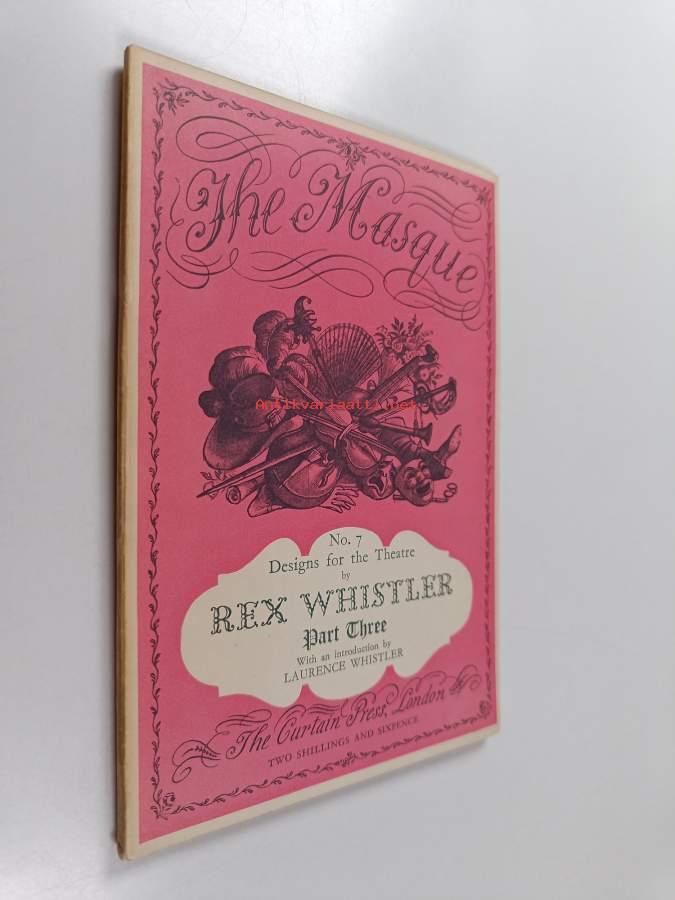 The Masque
Antikvariaatti.net
No. 7
Designs for the Theatre
by
REX WHISTLER
Part Three
With an introduction by
LAURENCE WHISTLER
The Curtain Press, London
TWO SHILLINGS AND SIXPENCE